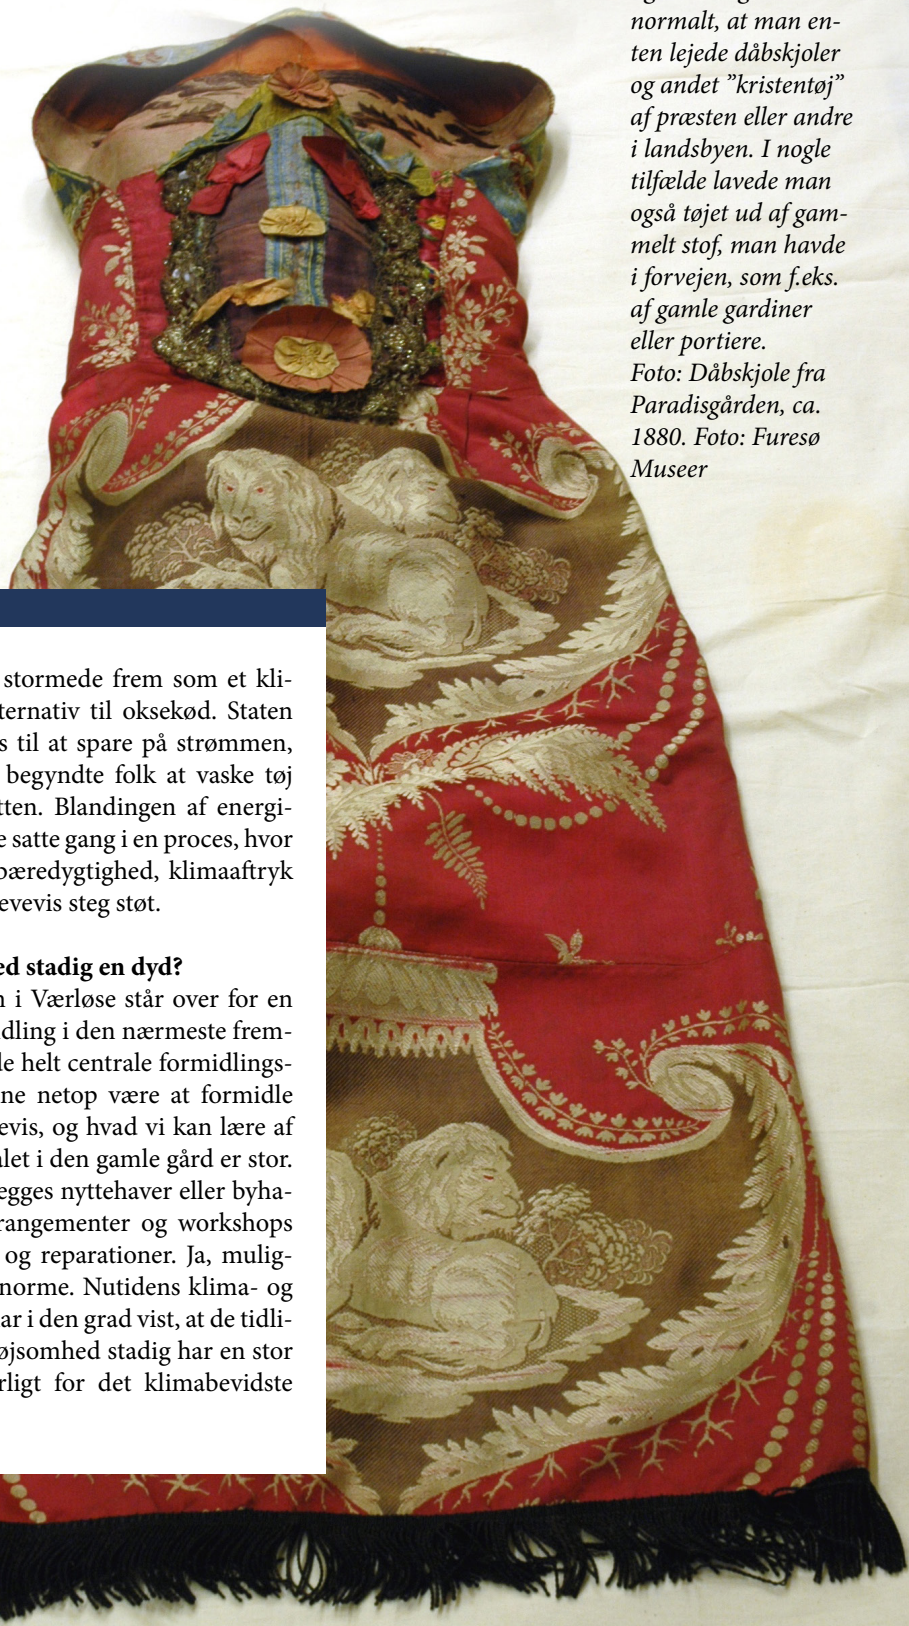 normalt, at man en-
ten lejede dåbskjoler
og andet ”kristentøj”
af præsten eller andre
i landsbyen. I nogle
tilfælde lavede man
også tøjet ud af gam-
melt stof, man havde
i forvejen, som f.eks.
af gamle gardiner
eller portiere.
Foto: Dåbskjole fra
Paradisgården, ca.
1880. Foto: Furesø
Museer
stormede frem som et kli-
ternativ til oksekød. Staten
s til at spare på strømmen,
begyndte folk at vaske tøj
tten. Blandingen af energi-
e satte gang i en proces, hvor
bæredygtighed, klimaaftryk
evevis steg støt.
ed stadig en dyd?
n i Værløse står over for en
dling i den nærmeste frem-
de helt centrale formidlings-
ne netop være at formidle
evis, og hvad vi kan lære af
alet i den gamle gård er stor.
egges nyttehaver eller byha-
rangementer og workshops
og reparationer. Ja, mulig-
norme. Nutidens klima- og
ar i den grad vist, at de tidli-
øjsomhed stadig har en stor
rligt for det klimabevidste